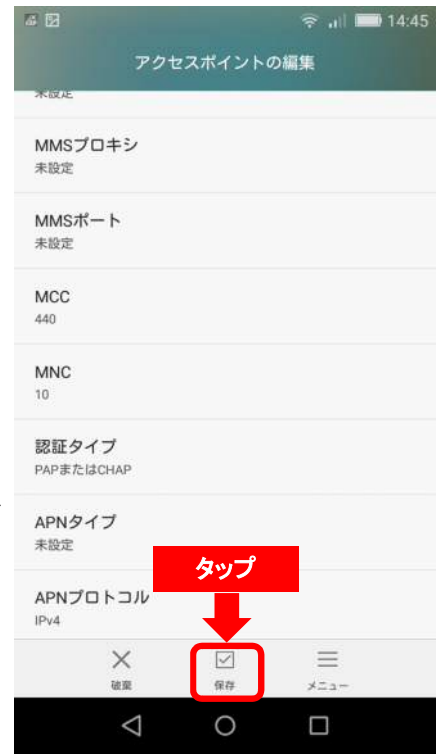 14:45
アクセスポイントの編集
未設定
MMSプロキシ
未設定
MMSポート
未設定
MCC
440
MNC
10
認証タイプ
PAPまたはCHAP
APNタイプ
未設定
タップ
APNプロトコル
IPv4
破棄 保存 メニュー